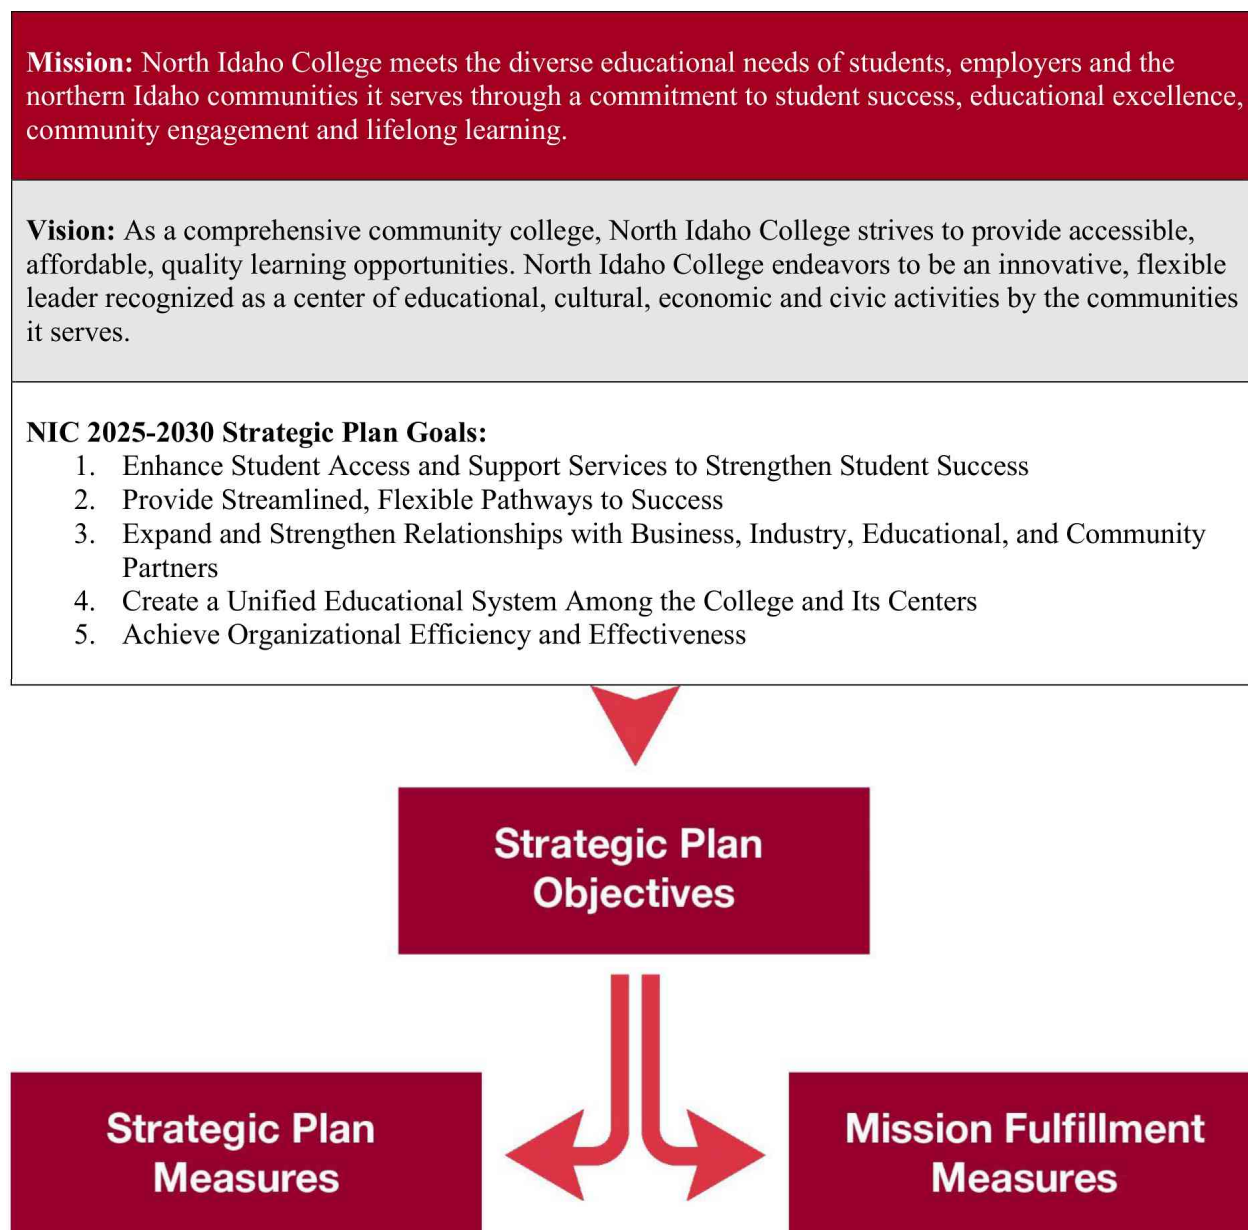 Mission: North Idaho College meets the diverse educational needs of students, employers and the
northern Idaho communities it serves through a commitment to student success, educational excellence,
community engagement and lifelong learning.
Vision: As a comprehensive community college, North Idaho College strives to provide accessible,
affordable, quality learning opportunities. North Idaho College endeavors to be an innovative, flexible
leader recognized as a center of educational, cultural, economic and civic activities by the communities
it serves.
NIC 2025-2030 Strategic Plan Goals:
1. Enhance Student Access and Support Services to Strengthen Student Success
2. Provide Streamlined, Flexible Pathways to Success
3. Expand and Strengthen Relationships with Business, Industry, Educational, and Community
Partners
4. Create a Unified Educational System Among the College and Its Centers
5. Achieve Organizational Efficiency and Effectiveness
Strategic Plan
Objectives
Strategic Plan
Measures
Mission Fulfillment
Measures